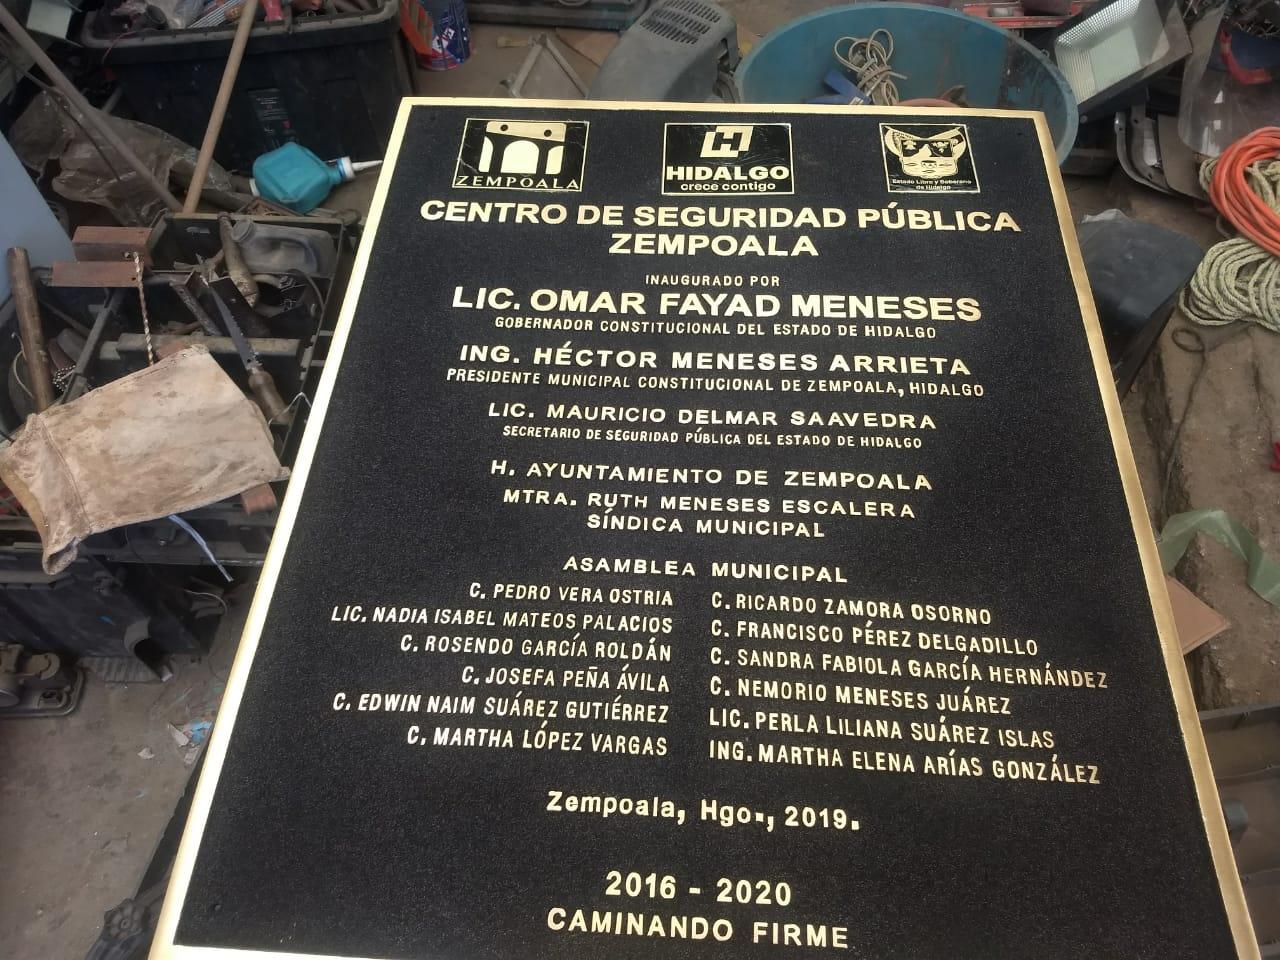 ZEMPOALA
HIDALGO
crece contigo
Estado Libre y Soberano
de Hidalgo
CENTRO DE SEGURIDAD PÚBLICA
ZEMPOALA
INAUGURADO POR
LIC. OMAR FAYAD MENESES
GOBERNADOR CONSTITUCIONAL DEL ESTADO DE HIDALGO
ING. HÉCTOR MENESES ARRIETA
PRESIDENTE MUNICIPAL CONSTITUCIONAL DE ZEMPOALA, HIDALGO
LIC. MAURICIO DELMAR SAAVEDRA
SECRETARIO DE SEGURIDAD PÚBLICA DEL ESTADO DE HIDALGO
H. AYUNTAMIENTO DE ZEMPOALA
MTRA. RUTH MENESES ESCALERA
SÍNDICA MUNICIPAL
ASAMBLEA MUNICIPAL
C. PEDRO VERA OSTRIA
LIC. NADIA ISABEL MATEOS PALACIOS
C. ROSENDO GARCÍA ROLDÁN
C. JOSEFA PEÑA ÁVILA
C. EDWIN NAIM SUÁREZ GUTIÉRREZ
C. MARTHA LÓPEZ VARGAS
C. RICARDO ZAMORA OSORNO
C. FRANCISCO PÉREZ DELGADILLO
C. SANDRA FABIOLA GARCÍA HERNÁNDEZ
C. NEMORIO MENESES JUÁREZ
LIC. PERLA LILIANA SUÁREZ ISLAS
ING. MARTHA ELENA ARÍAS GONZÁLEZ
Zempoala, Hgo., 2019.
2016 - 2020
CAMINANDO FIRME